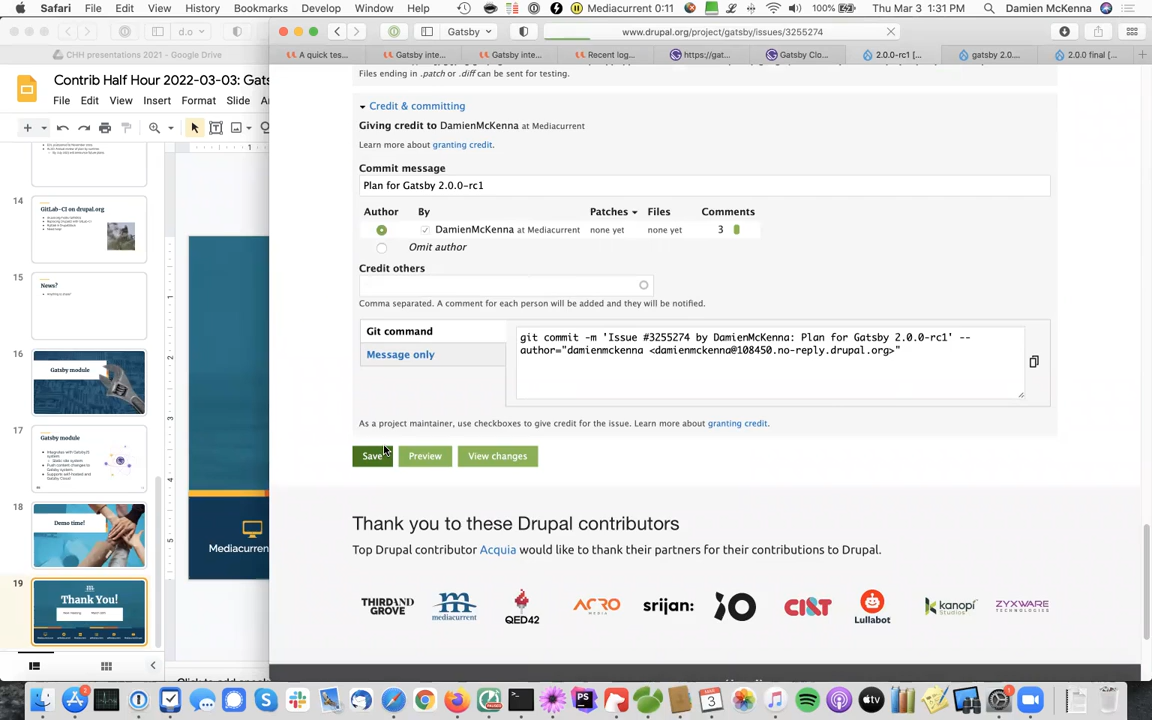 Safari File Edit View History Bookmarks Develop Window Help Mediacurrent 0:11 100% Thu Mar 3 1:31 PM Damien McKenna
d.o Gatsby www.drupal.org/project/gatsby/issues/3255274
CHH presentations 2021 - Google Drive A quick tes... Gatsby inte... Gatsby inte... Recent log... https://gat... Gatsby Clo... 2.0.0-rc1 [... gatsby 2.0.... 2.0.0 final [...
Contrib Half Hour 2022-03-03: Gats
File Edit View Insert Format Slide
Files ending in .patch or .diff can be sent for testing.
Credit & committing
Giving credit to DamienMcKenna at Mediacurrent
Learn more about granting credit.
Commit message
Plan for Gatsby 2.0.0-rc1
Author By Patches Files Comments
DamienMcKenna at Mediacurrent none yet none yet 3
Omit author
Credit others
Comma separated. A comment for each person will be added and they will be notified.
Git command
Message only
git commit -m 'Issue #3255274 by DamienMcKenna: Plan for Gatsby 2.0.0-rc1' --
author="damienmckenna <damienmckenna@108450.no-reply.drupal.org>"
As a project maintainer, use checkboxes to give credit for the issue. Learn more about granting credit.
Save Preview View changes
Thank you to these Drupal contributors
Top Drupal contributor Acquia would like to thank their partners for their contributions to Drupal.
THIRD AND GROVE
mediacurrent
QED42
ACRO MEDIA
srijan:
CI&T
Lullabot
kanopi STUDIOS
ZYXWARE TECHNOLOGIES
14
GitLab-CI on drupal.org
15
News?
16
Gatsby module
17
Gatsby module
18
Demo time!
19
Thank You!
Mediacurren
1
2
3
4
5